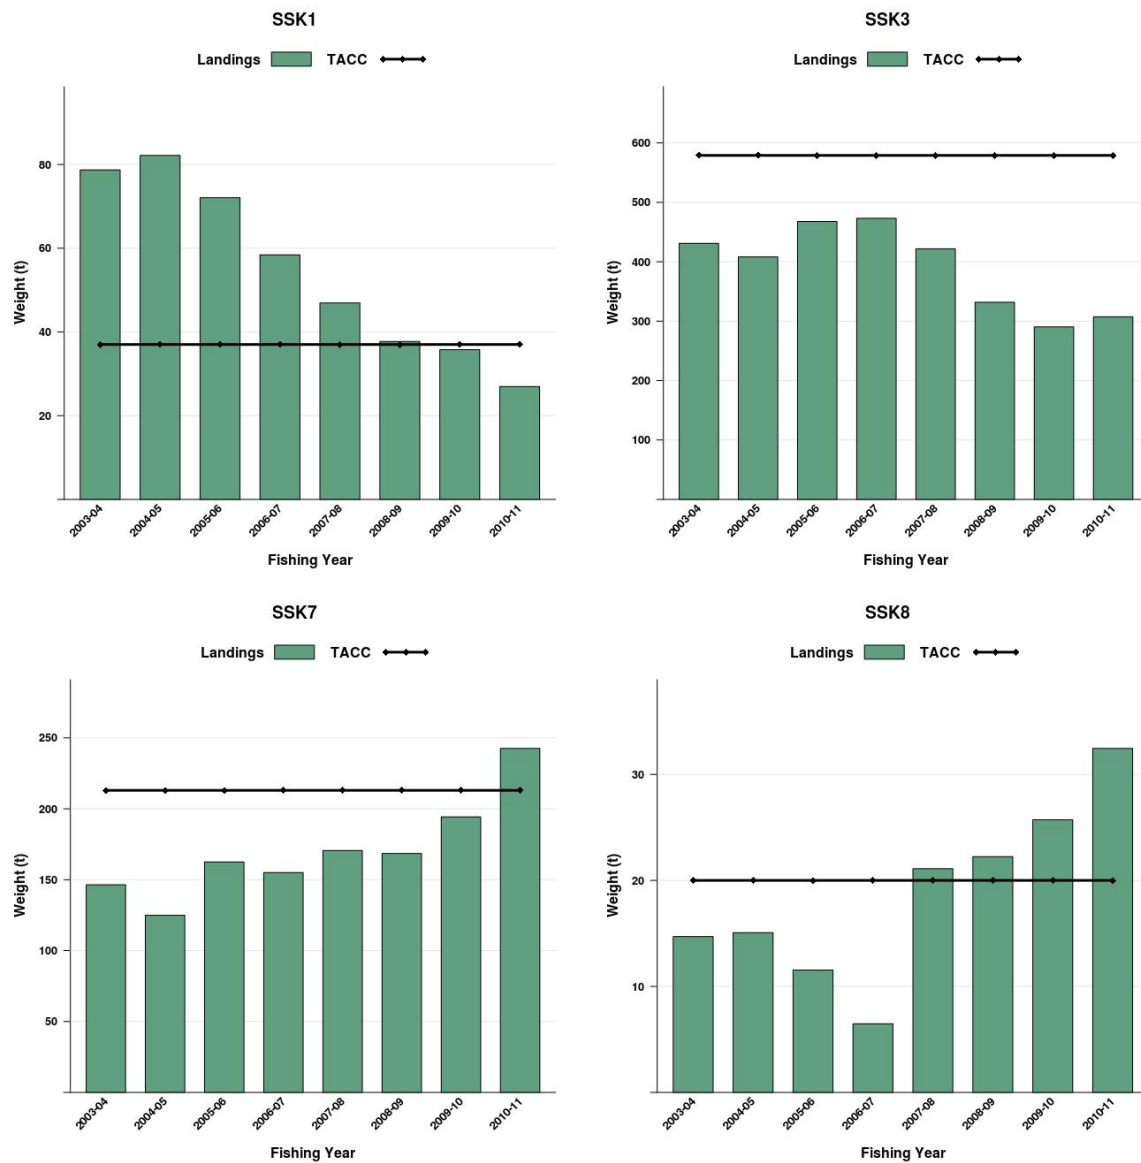 SSK1
Landings TACC
Weight (t)
80
60
40
20
2003-04 2004-05 2005-06 2006-07 2007-08 2008-09 2009-10 2010-11
Fishing Year
SSK3
Landings TACC
Weight (t)
600
500
400
300
200
100
2003-04 2004-05 2005-06 2006-07 2007-08 2008-09 2009-10 2010-11
Fishing Year
SSK7
Landings TACC
Weight (t)
250
200
150
100
50
2003-04 2004-05 2005-06 2006-07 2007-08 2008-09 2009-10 2010-11
Fishing Year
SSK8
Landings TACC
Weight (t)
30
20
10
2003-04 2004-05 2005-06 2006-07 2007-08 2008-09 2009-10 2010-11
Fishing Year